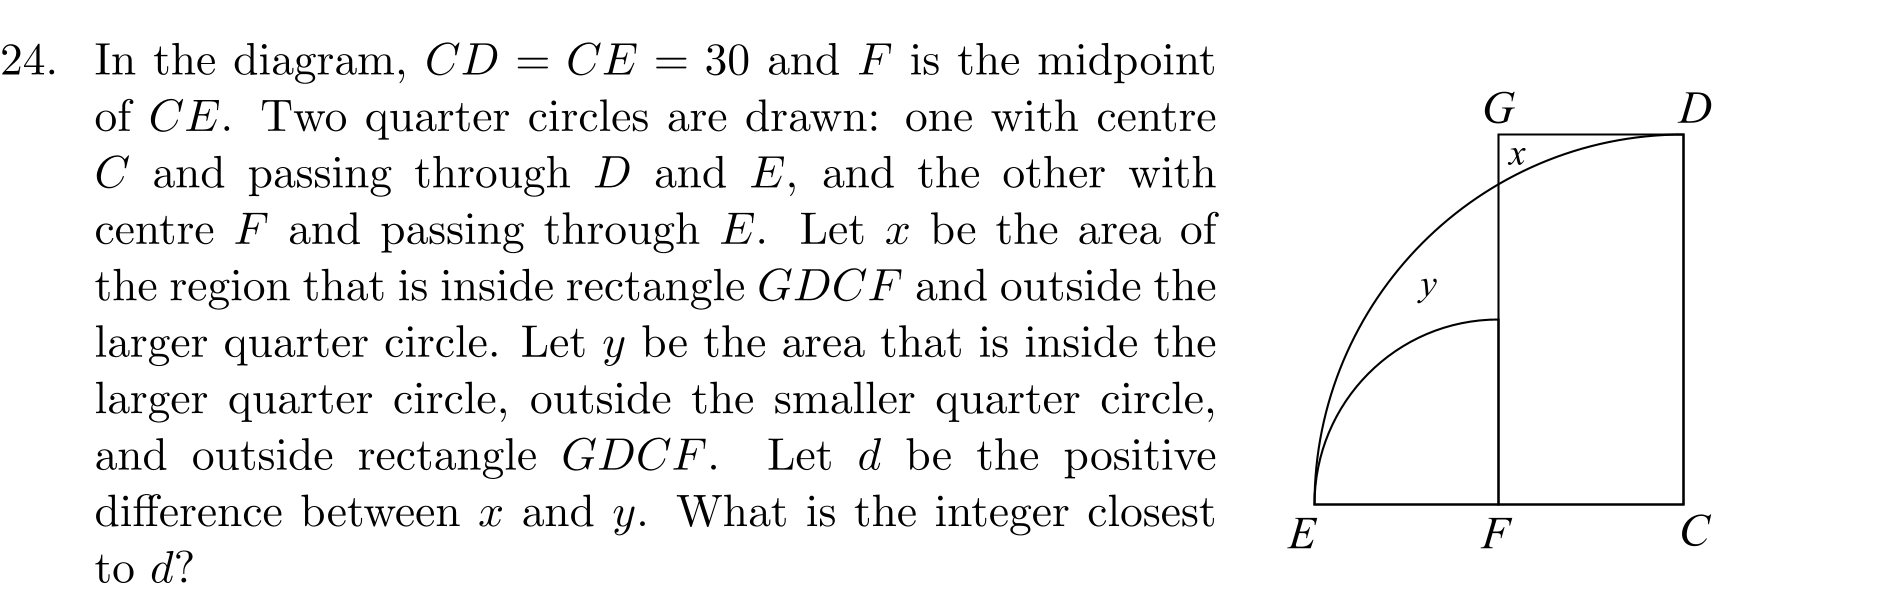 24. In the diagram, CD = CE = 30 and F is the midpoint
of CE. Two quarter circles are drawn: one with centre
C and passing through D and E, and the other with
centre F and passing through E. Let x be the area of
the region that is inside rectangle GDCF and outside the
larger quarter circle. Let y be the area that is inside the
larger quarter circle, outside the smaller quarter circle,
and outside rectangle GDCF. Let d be the positive
difference between x and y. What is the integer closest
to d?
G D
x
y
E F C